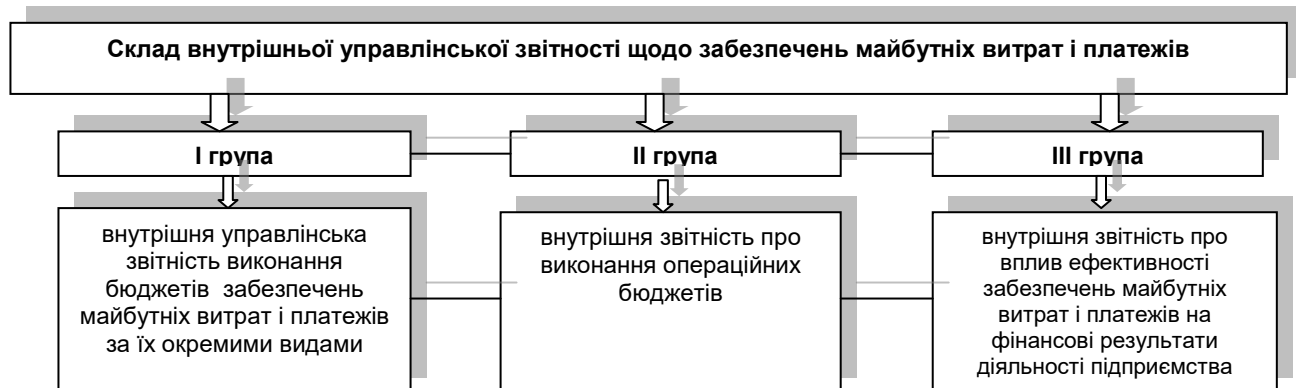 Склад внутрішньої управлінської звітності щодо забезпечень майбутніх витрат і платежів
І група
ІІ група
ІІІ група
внутрішня управлінська
звітність виконання
бюджетів забезпечень
майбутніх витрат і платежів
за їх окремими видами
внутрішня звітність про
виконання операційних
бюджетів
внутрішня звітність про
вплив ефективності
забезпечень майбутніх
витрат і платежів на
фінансові результати
діяльності підприємства